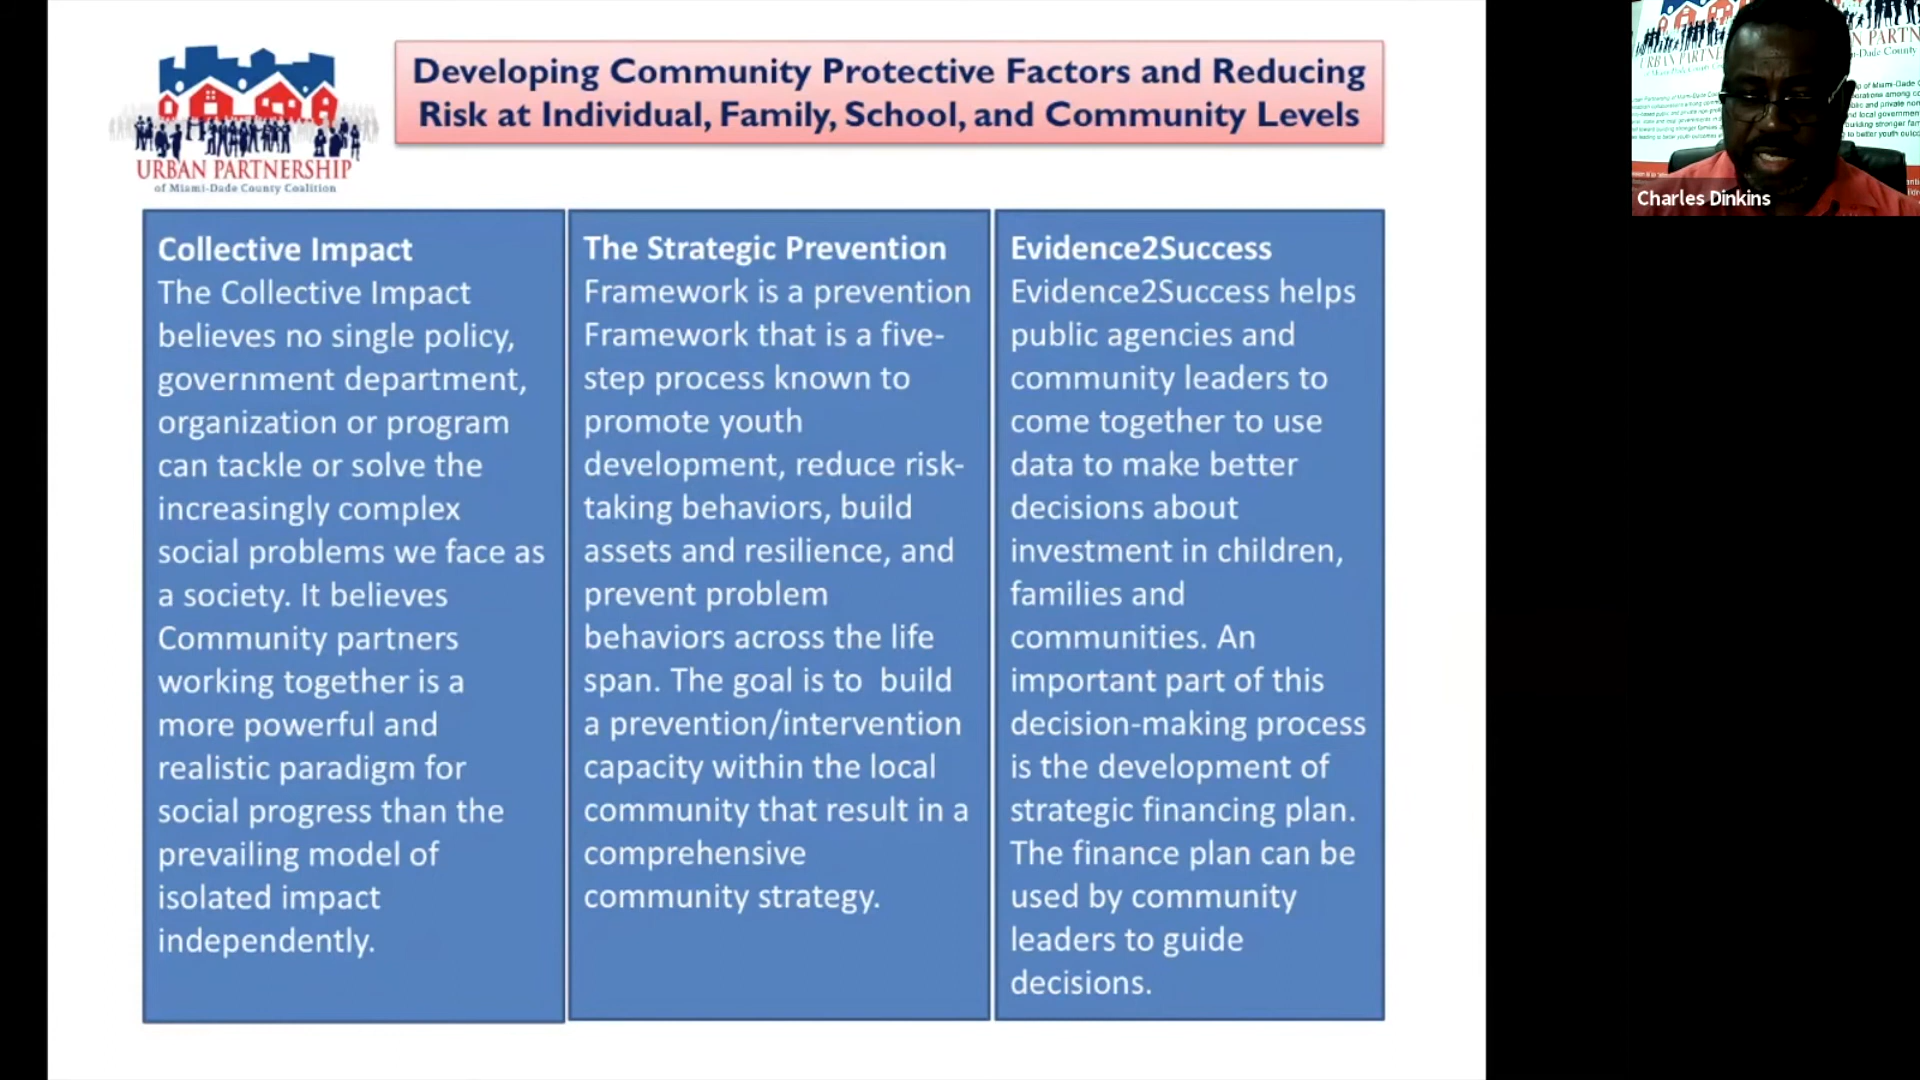 Developing Community Protective Factors and Reducing
Risk at Individual, Family, School, and Community Levels
URBAN PARTNERSHIP
of Miami-Dade County Coalition
Collective Impact
The Collective Impact
believes no single policy,
government department,
organization or program
can tackle or solve the
increasingly complex
social problems we face as
a society. It believes
Community partners
working together is a
more powerful and
realistic paradigm for
social progress than the
prevailing model of
isolated impact
independently.
The Strategic Prevention
Framework is a prevention
Framework that is a five-
step process known to
promote youth
development, reduce risk-
taking behaviors, build
assets and resilience, and
prevent problem
behaviors across the life
span. The goal is to  build
a prevention/intervention
capacity within the local
community that result in a
comprehensive
community strategy.
Evidence2Success
Evidence2Success helps
public agencies and
community leaders to
come together to use
data to make better
decisions about
investment in children,
families and
communities. An
important part of this
decision-making process
is the development of
strategic financing plan.
The finance plan can be
used by community
leaders to guide
decisions.
Charles Dinkins